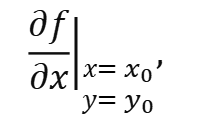 ∂f/∂x | x= x₀,
y= y₀